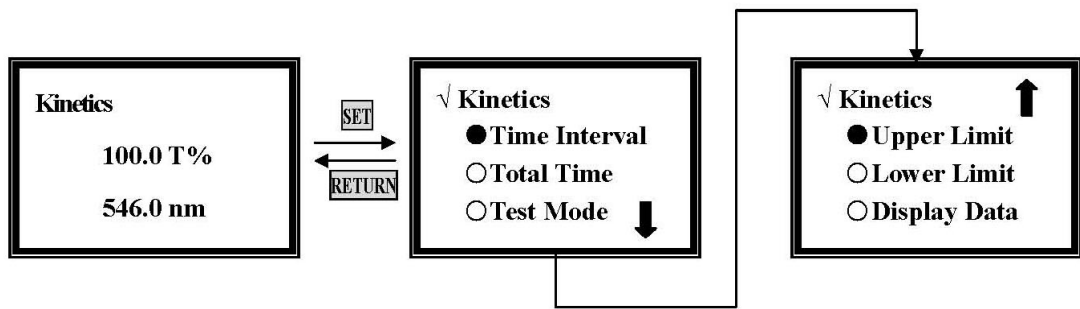 Kinetics
100.0 T%
546.0 nm
SET
RETURN
√ Kinetics
●Time Interval
○Total Time
○Test Mode
√ Kinetics
●Upper Limit
○Lower Limit
○Display Data